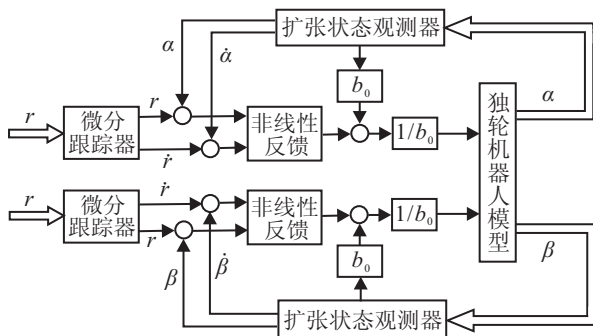 扩张状态观测器
α
α̇
b₀
α
r
r
微分
跟踪器
ṙ
非线性
反馈
1/b₀
独轮机器人模型
r
微分
跟踪器
ṙ
r
非线性
反馈
1/b₀
β
β
β̇
b₀
扩张状态观测器